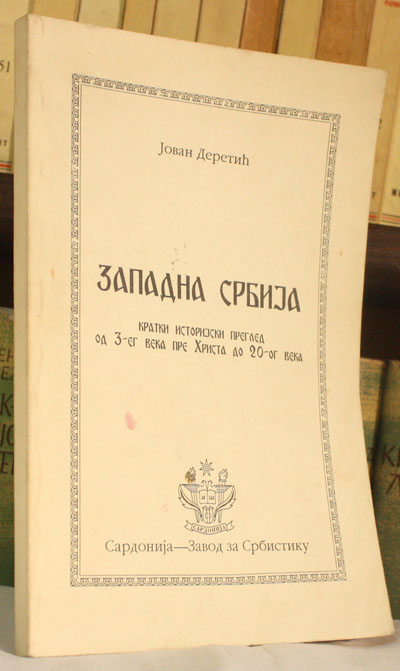 Јован Деретић
ЗАПАДНА СРБИЈА
КРАТКИ ИСТОРИЈСКИ ПРЕГЛЕД
ОД 3-ЕГ ВЕКА ПРЕ ХРИСТА ДО 20-ОГ ВЕКА
САРДОНИЈА
Сардонија—Завод за Србистику